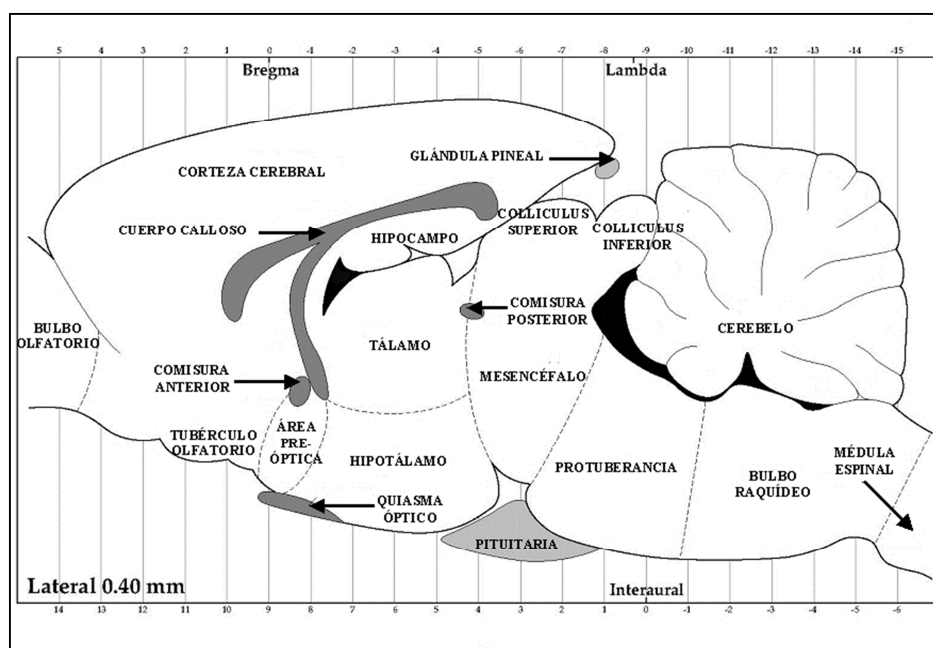 5 4 3 2 1 0 -1 -2 -3 -4 -5 -6 -7 -8 -9 -10 -11 -12 -13 -14 -15
Bregma
Lambda
GLÁNDULA PINEAL
CORTEZA CEREBRAL
CUERPO CALLOSO
HIPOCAMPO
COLLICULUS
SUPERIOR
COLLICULUS
INFERIOR
BULBO
OLFATORIO
COMISURA
POSTERIOR
CEREBELO
TÁLAMO
COMISURA
ANTERIOR
MESENCÉFALO
TUBÉRCULO
OLFATORIO
ÁREA
PRE-
ÓPTICA
HIPOTÁLAMO
PROTUBERANCIA
BULBO
RAQUÍDEO
MÉDULA
ESPINAL
QUIASMA
ÓPTICO
PITUITARIA
Lateral 0.40 mm
Interaural
14 13 12 11 10 9 8 7 6 5 4 3 2 1 0 -1 -2 -3 -4 -5 -6